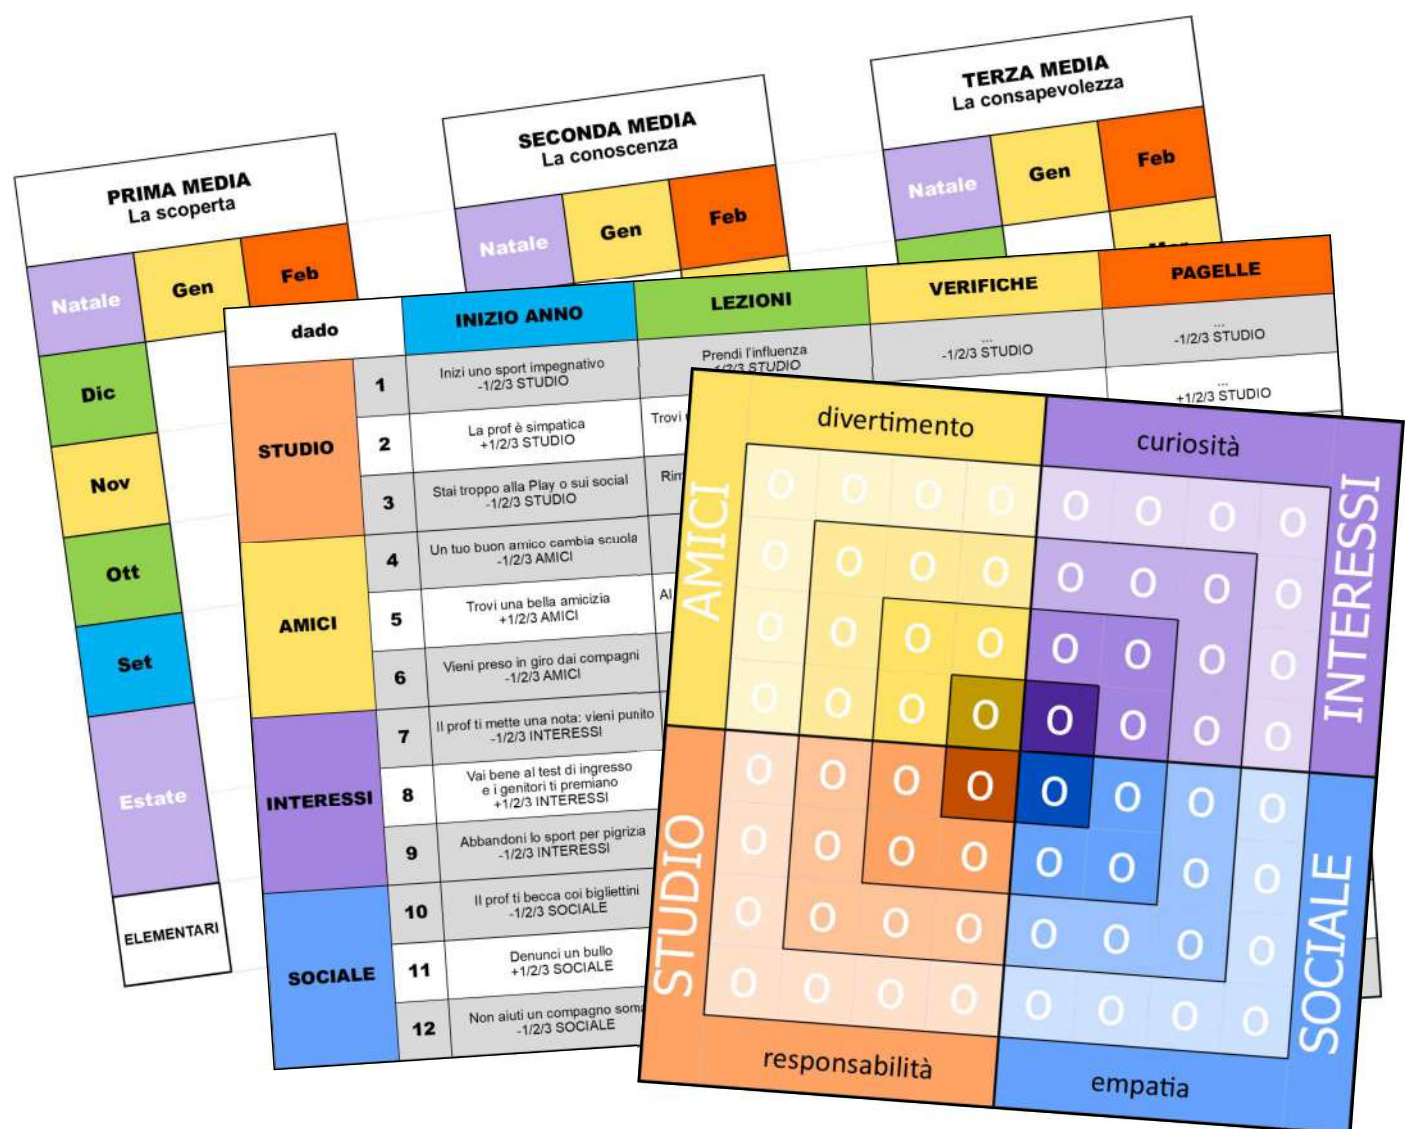 PRIMA MEDIA
La scoperta
Natale
Gen
Feb
Dic
Nov
Ott
Set
Estate
ELEMENTARI
SECONDA MEDIA
La conoscenza
Natale
Gen
Feb
TERZA MEDIA
La consapevolezza
Natale
Gen
Feb
dado
INIZIO ANNO
LEZIONI
VERIFICHE
PAGELLE
STUDIO
1
Inizi uno sport impegnativo
-1/2/3 STUDIO
Prendi l'influenza
-1/2/3 STUDIO
...
-1/2/3 STUDIO
...
-1/2/3 STUDIO
2
La prof è simpatica
+1/2/3 STUDIO
Trovi
...
+1/2/3 STUDIO
3
Stai troppo alla Play o sui social
-1/2/3 STUDIO
AMICI
4
Un tuo buon amico cambia scuola
-1/2/3 AMICI
5
Trovi una bella amicizia
+1/2/3 AMICI
6
Vieni preso in giro dai compagni
-1/2/3 AMICI
INTERESSI
7
Il prof ti mette una nota: vieni punito
-1/2/3 INTERESSI
8
Vai bene al test di ingresso
e i genitori ti premiano
+1/2/3 INTERESSI
9
Abbandoni lo sport per pigrizia
-1/2/3 INTERESSI
SOCIALE
10
Il prof ti becca coi bigliettini
-1/2/3 SOCIALE
11
Denunci un bullo
+1/2/3 SOCIALE
12
Non aiuti un compagno
-1/2/3 SOCIALE
AMICI
divertimento
curiosità
INTERESSI
O O O O O O O O
O O O O O O O O
O O O O O O O O
O O O O O O O O
O O O O O O O O
O O O O O O O O
O O O O O O O O
O O O O O O O O
STUDIO
responsabilità
empatia
SOCIALE